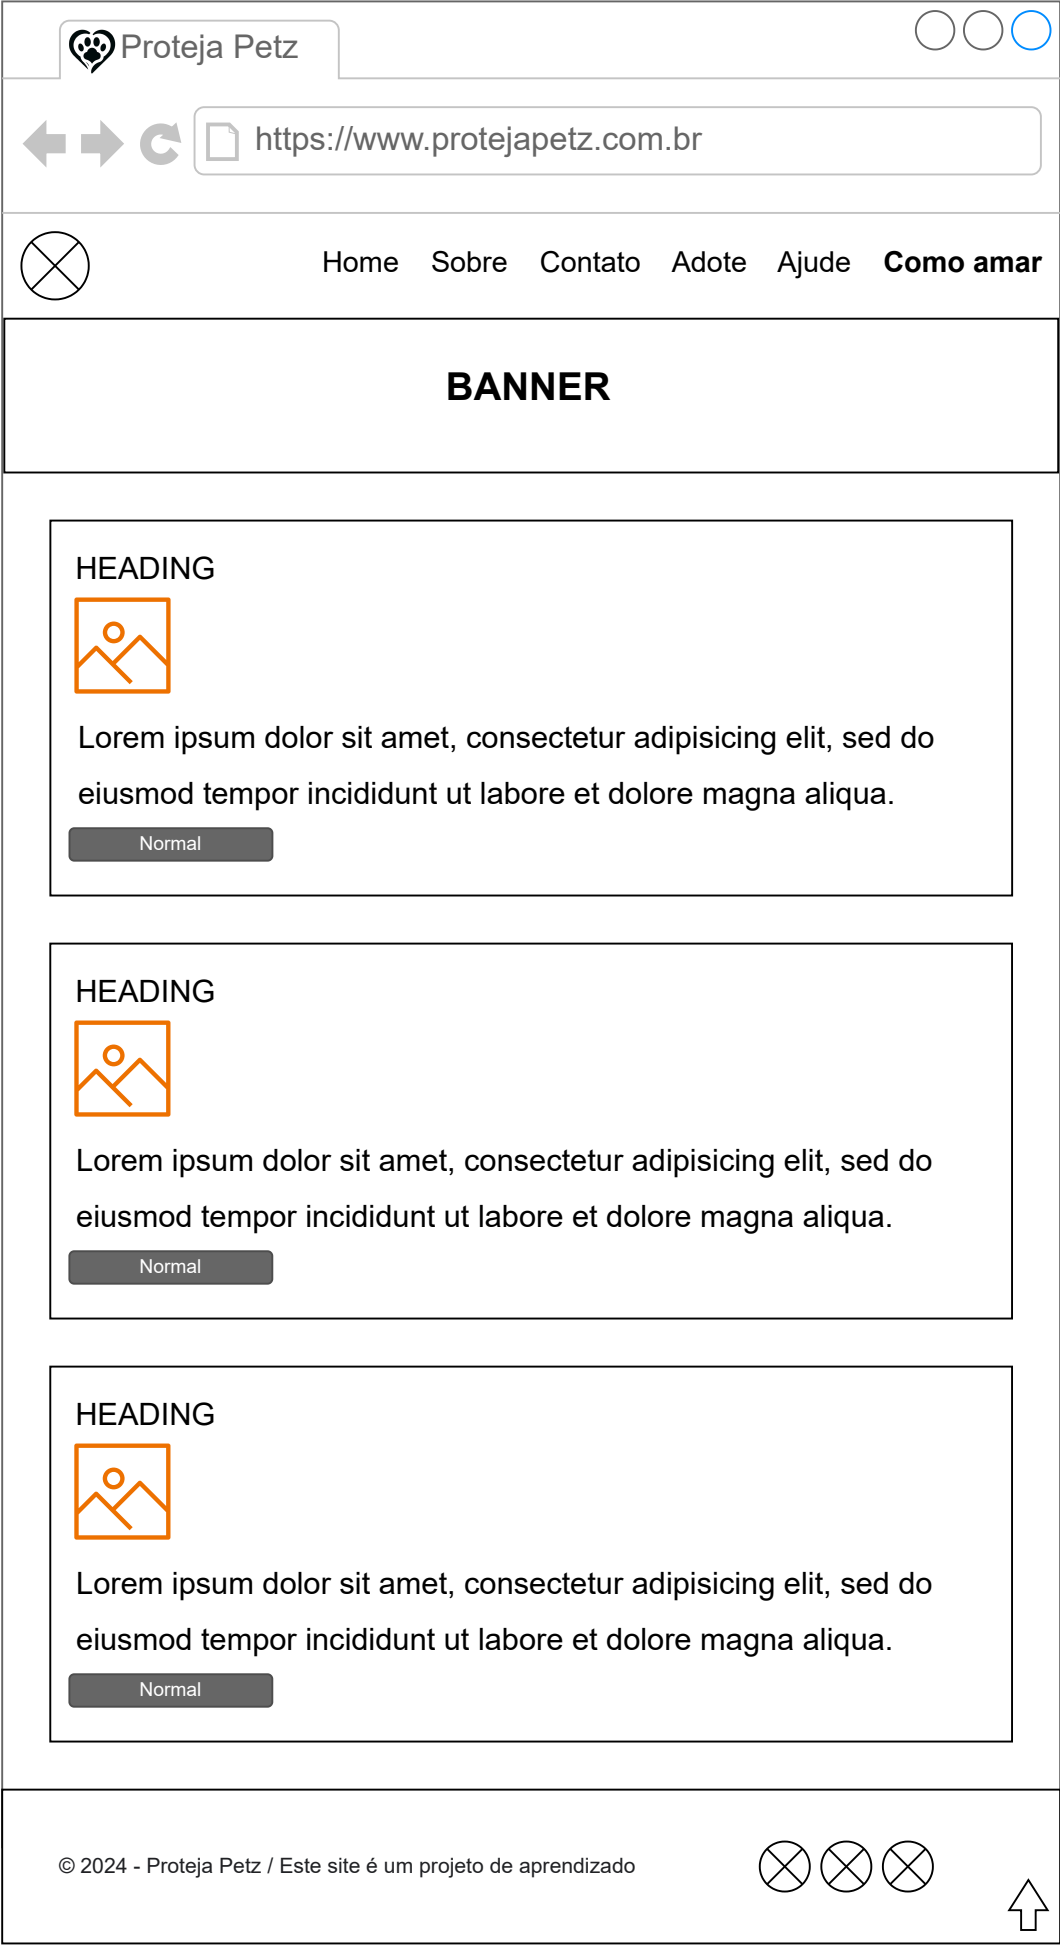 Proteja Petz
https://www.protejapetz.com.br
Home Sobre Contato Adote Ajude Como amar
BANNER
HEADING
Lorem ipsum dolor sit amet, consectetur adipisicing elit, sed do
eiusmod tempor incididunt ut labore et dolore magna aliqua.
Normal
HEADING
Lorem ipsum dolor sit amet, consectetur adipisicing elit, sed do
eiusmod tempor incididunt ut labore et dolore magna aliqua.
Normal
HEADING
Lorem ipsum dolor sit amet, consectetur adipisicing elit, sed do
eiusmod tempor incididunt ut labore et dolore magna aliqua.
Normal
© 2024 - Proteja Petz / Este site é um projeto de aprendizado